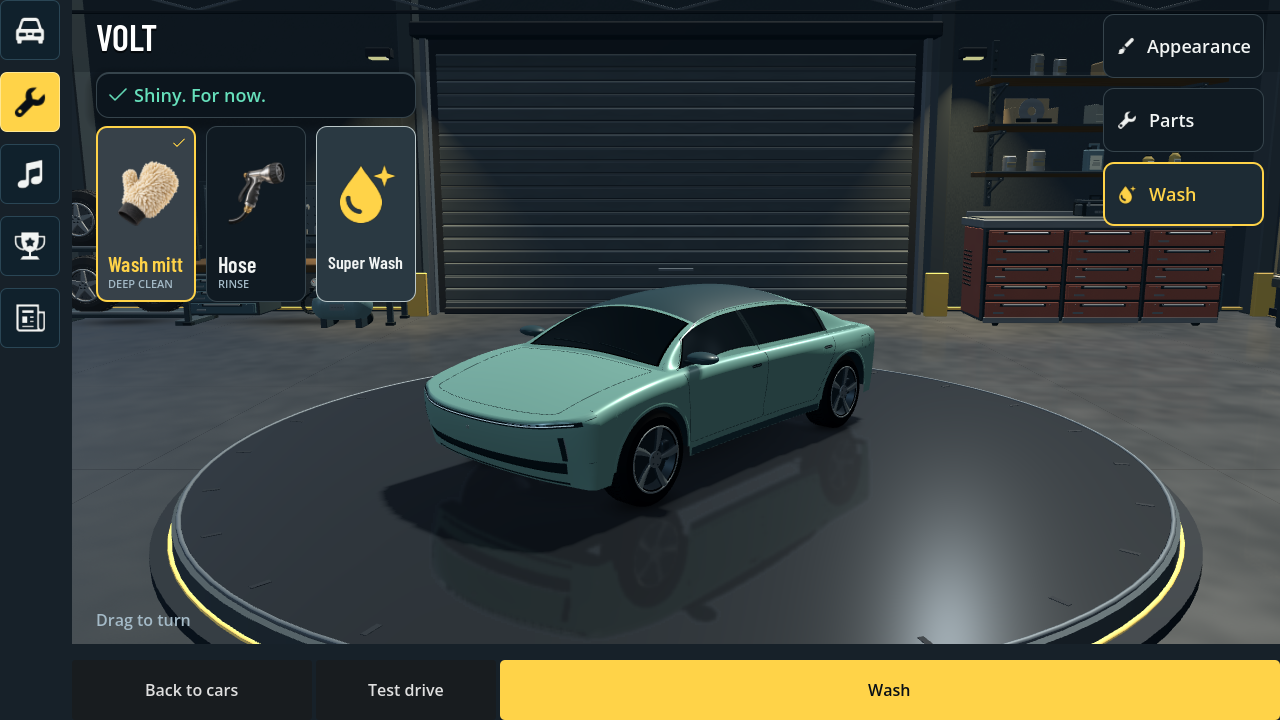 VOLT
Shiny. For now.
Wash mitt
DEEP CLEAN
Hose
RINSE
Super Wash
Appearance
Parts
Wash
Drag to turn
Back to cars
Test drive
Wash